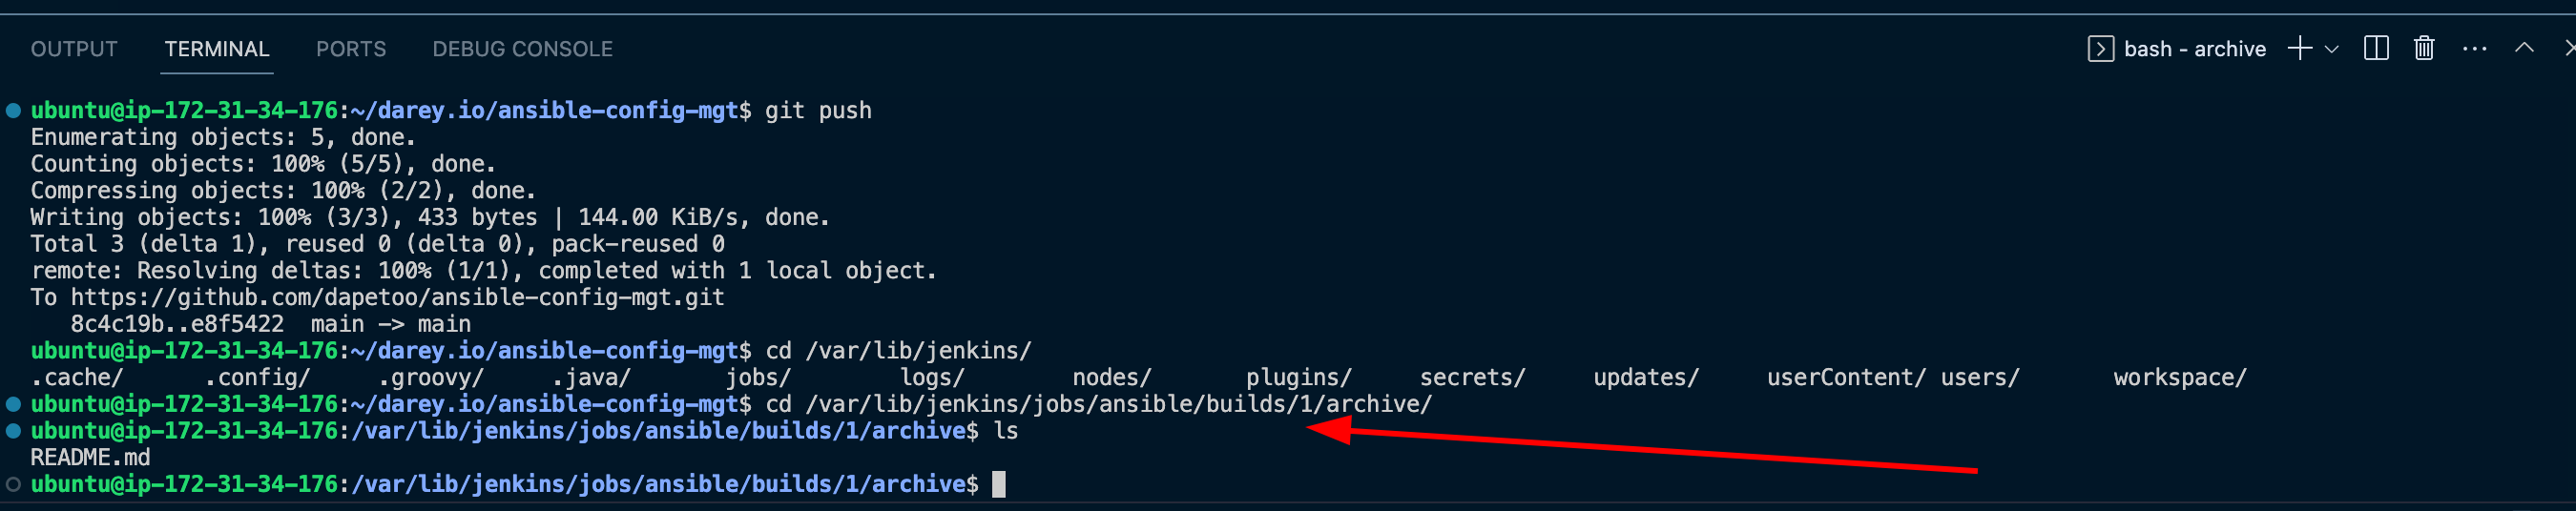 OUTPUT TERMINAL PORTS DEBUG CONSOLE bash - archive
ubuntu@ip-172-31-34-176:~/darey.io/ansible-config-mgt$ git push
Enumerating objects: 5, done.
Counting objects: 100% (5/5), done.
Compressing objects: 100% (2/2), done.
Writing objects: 100% (3/3), 433 bytes | 144.00 KiB/s, done.
Total 3 (delta 1), reused 0 (delta 0), pack-reused 0
remote: Resolving deltas: 100% (1/1), completed with 1 local object.
To https://github.com/dapetoo/ansible-config-mgt.git
   8c4c19b..e8f5422  main -> main
ubuntu@ip-172-31-34-176:~/darey.io/ansible-config-mgt$ cd /var/lib/jenkins/
.cache/      .config/     .groovy/     .java/       jobs/        logs/        nodes/       plugins/     secrets/     updates/     userContent/ users/       workspace/
ubuntu@ip-172-31-34-176:~/darey.io/ansible-config-mgt$ cd /var/lib/jenkins/jobs/ansible/builds/1/archive/
ubuntu@ip-172-31-34-176:/var/lib/jenkins/jobs/ansible/builds/1/archive$ ls
README.md
ubuntu@ip-172-31-34-176:/var/lib/jenkins/jobs/ansible/builds/1/archive$